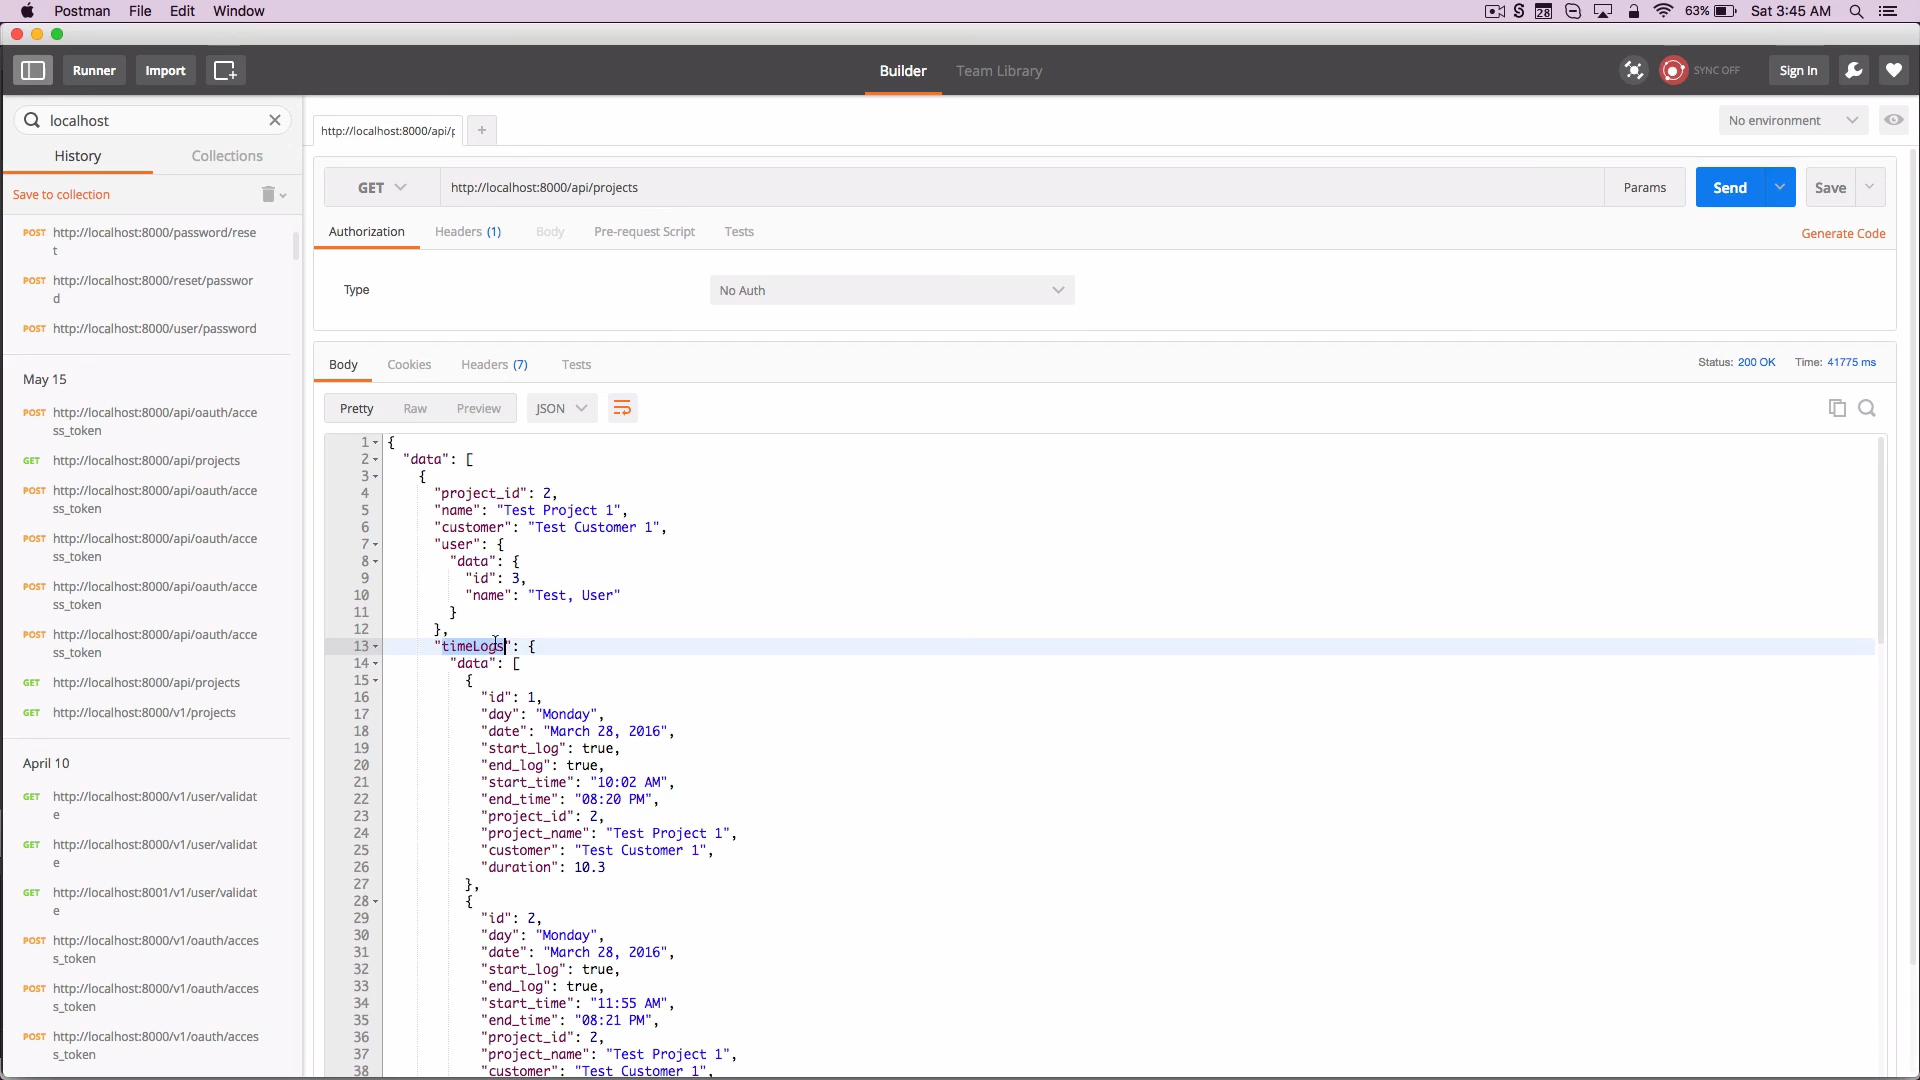 Postman File Edit Window
28 63% Sat 3:45 AM
Runner Import Builder Team Library SYNC OFF Sign In
localhost
History Collections
Save to collection
POST http://localhost:8000/password/rese
t
POST http://localhost:8000/reset/passwor
d
POST http://localhost:8000/user/password
May 15
POST http://localhost:8000/api/oauth/acce
ss_token
GET http://localhost:8000/api/projects
POST http://localhost:8000/api/oauth/acce
ss_token
POST http://localhost:8000/api/oauth/acce
ss_token
POST http://localhost:8000/api/oauth/acce
ss_token
POST http://localhost:8000/api/oauth/acce
ss_token
GET http://localhost:8000/api/projects
GET http://localhost:8000/v1/projects
April 10
GET http://localhost:8000/v1/user/validat
e
GET http://localhost:8000/v1/user/validat
e
GET http://localhost:8001/v1/user/validat
e
POST http://localhost:8000/v1/oauth/acces
s_token
POST http://localhost:8000/v1/oauth/acces
s_token
POST http://localhost:8000/v1/oauth/acces
s_token
http://localhost:8000/api/p
+
No environment
GET http://localhost:8000/api/projects Params Send Save
Authorization Headers (1) Body Pre-request Script Tests Generate Code
Type No Auth
Body Cookies Headers (7) Tests Status: 200 OK Time: 41775 ms
Pretty Raw Preview JSON
1 {
2 "data": [
3 {
4 "project_id": 2,
5 "name": "Test Project 1",
6 "customer": "Test Customer 1",
7 "user": {
8 "data": {
9 "id": 3,
10 "name": "Test, User"
11 }
12 },
13 "timeLogs": {
14 "data": [
15 {
16 "id": 1,
17 "day": "Monday",
18 "date": "March 28, 2016",
19 "start_log": true,
20 "end_log": true,
21 "start_time": "10:02 AM",
22 "end_time": "08:20 PM",
23 "project_id": 2,
24 "project_name": "Test Project 1",
25 "customer": "Test Customer 1",
26 "duration": 10.3
27 },
28 {
29 "id": 2,
30 "day": "Monday",
31 "date": "March 28, 2016",
32 "start_log": true,
33 "end_log": true,
34 "start_time": "11:55 AM",
35 "end_time": "08:21 PM",
36 "project_id": 2,
37 "project_name": "Test Project 1",
38 "customer": "Test Customer 1",